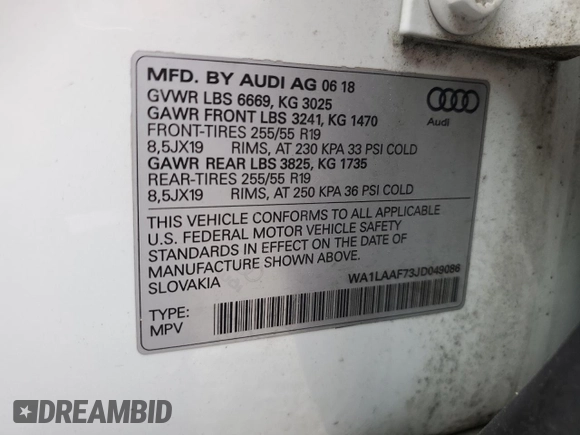 MFD. BY AUDI AG 06 18
GVWR LBS 6669, KG 3025
GAWR FRONT LBS 3241, KG 1470
FRONT-TIRES 255/55 R19
8,5JX19 RIMS, AT 230 KPA 33 PSI COLD
GAWR REAR LBS 3825, KG 1735
REAR-TIRES 255/55 R19
8,5JX19 RIMS, AT 250 KPA 36 PSI COLD
Audi
THIS VEHICLE CONFORMS TO ALL APPLICABLE
U.S. FEDERAL MOTOR VEHICLE SAFETY
STANDARDS IN EFFECT ON THE DATE OF
MANUFACTURE SHOWN ABOVE.
SLOVAKIA
WA1LAAF73JD049086
TYPE:
MPV
DREAMBID